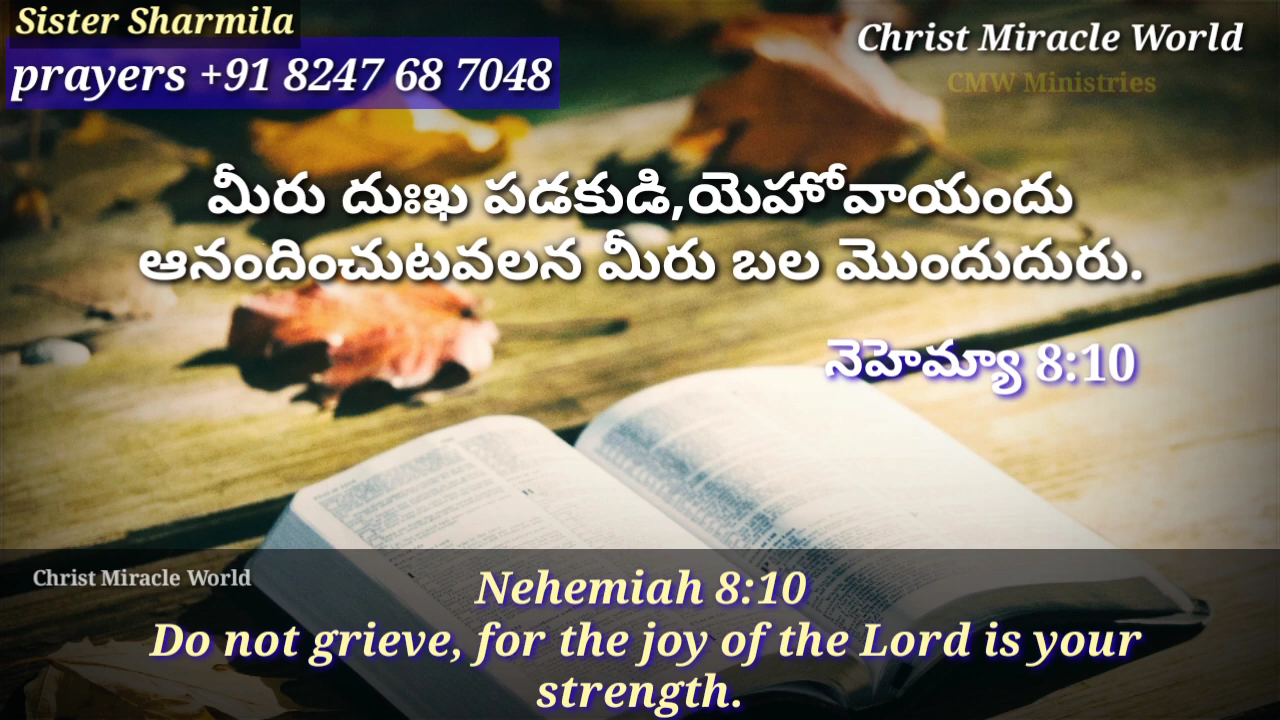 Sister Sharmila
prayers +91 8247 68 7048
Christ Miracle World
CMW Ministries
మీరు దుఃఖ పడకుడి,యెహోవాయందు
ఆనందించుటవలన మీరు బల మొందుదురు.
నెహెమ్యా 8:10
Christ Miracle World
Nehemiah 8:10
Do not grieve, for the joy of the Lord is your
strength.